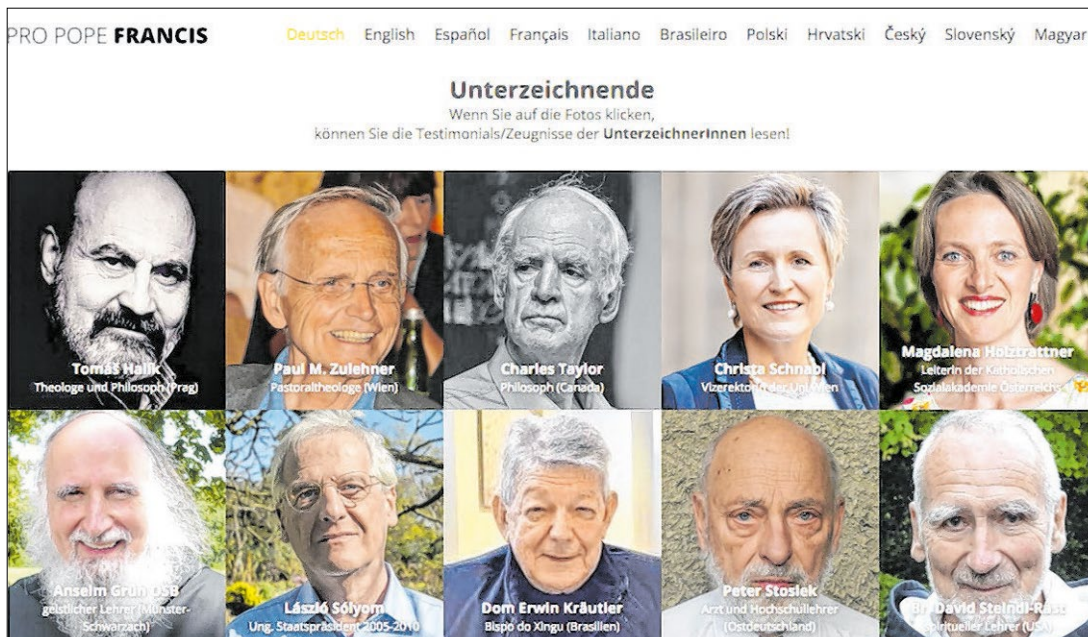 PRO POPE FRANCIS
Deutsch English Español Français Italiano Brasileiro Polski Hrvatski Český Slovenský Magyar
Unterzeichnende
Wenn Sie auf die Fotos klicken,
können Sie die Testimonials/Zeugnisse der UnterzeichnerInnen lesen!
Tomáš Halík
Theologe und Philosoph (Prag)
Paul M. Zulehner
Pastoraltheologe (Wien)
Charles Taylor
Philosoph (Canada)
Christa Schnabl
Vizerektorin der Uni Wien
Magdalena Holztrattner
Leiterin der Katholischen
Sozialakademie Österreichs
Anselm Grün OSB
geistlicher Lehrer (Münster-
Schwarzach)
László Sólyom
Ung. Staatspräsident 2005-2010
Dom Erwin Kräutler
Bispo do Xingu (Brasilien)
Peter Stosiek
Arzt und Hochschullehrer
(Ostdeutschland)
Br. David Steindl-Rast
spiritueller Lehrer (USA)